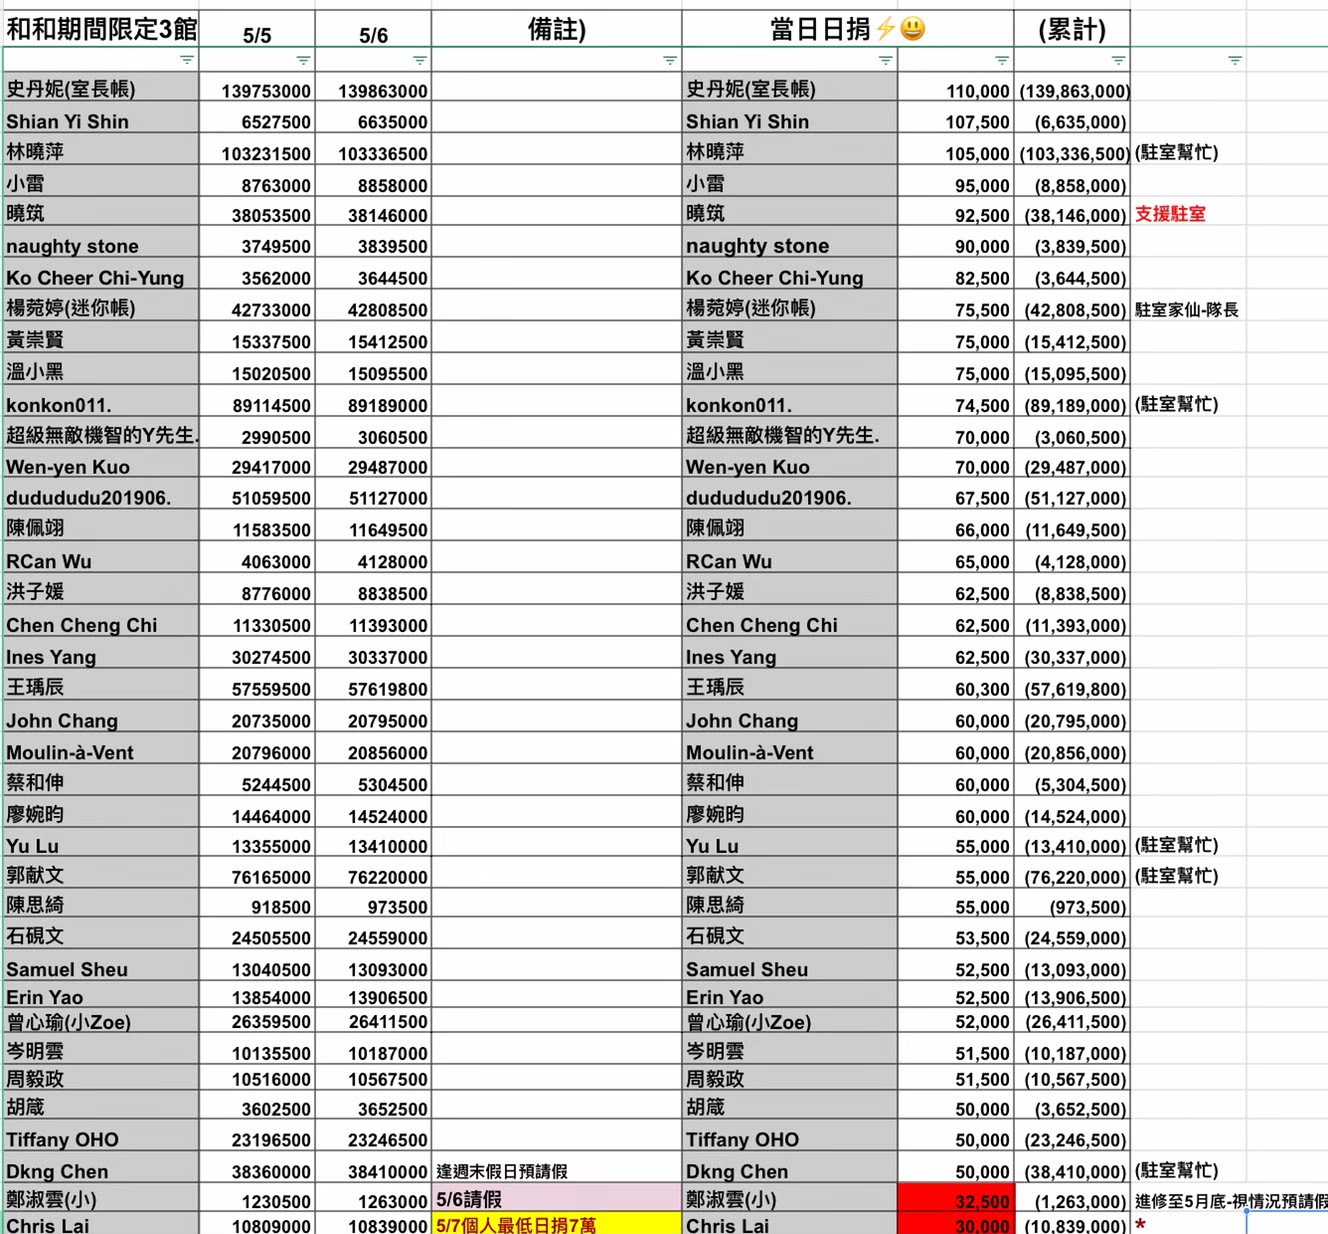 和和期間限定3館 5/5 5/6 備註) 當日日捐⚡😃 (累計)
史丹妮(室長帳) 139753000 139863000 史丹妮(室長帳) 110,000 (139,863,000)
Shian Yi Shin 6527500 6635000 Shian Yi Shin 107,500 (6,635,000)
林曉萍 103231500 103336500 林曉萍 105,000 (103,336,500) (駐室幫忙)
小雷 8763000 8858000 小雷 95,000 (8,858,000)
曉筑 38053500 38146000 曉筑 92,500 (38,146,000) 支援駐室
naughty stone 3749500 3839500 naughty stone 90,000 (3,839,500)
Ko Cheer Chi-Yung 3562000 3644500 Ko Cheer Chi-Yung 82,500 (3,644,500)
楊菀婷(迷你帳) 42733000 42808500 楊菀婷(迷你帳) 75,500 (42,808,500) 駐室家仙-隊長
黃崇賢 15337500 15412500 黃崇賢 75,000 (15,412,500)
溫小黑 15020500 15095500 溫小黑 75,000 (15,095,500)
konkon011. 89114500 89189000 konkon011. 74,500 (89,189,000) (駐室幫忙)
超級無敵機智的Y先生. 2990500 3060500 超級無敵機智的Y先生. 70,000 (3,060,500)
Wen-yen Kuo 29417000 29487000 Wen-yen Kuo 70,000 (29,487,000)
dudududu201906. 51059500 51127000 dudududu201906. 67,500 (51,127,000)
陳佩翊 11583500 11649500 陳佩翊 66,000 (11,649,500)
RCan Wu 4063000 4128000 RCan Wu 65,000 (4,128,000)
洪子媛 8776000 8838500 洪子媛 62,500 (8,838,500)
Chen Cheng Chi 11330500 11393000 Chen Cheng Chi 62,500 (11,393,000)
Ines Yang 30274500 30337000 Ines Yang 62,500 (30,337,000)
王瑀辰 57559500 57619800 王瑀辰 60,300 (57,619,800)
John Chang 20735000 20795000 John Chang 60,000 (20,795,000)
Moulin-à-Vent 20796000 20856000 Moulin-à-Vent 60,000 (20,856,000)
蔡和伸 5244500 5304500 蔡和伸 60,000 (5,304,500)
廖婉昀 14464000 14524000 廖婉昀 60,000 (14,524,000)
Yu Lu 13355000 13410000 Yu Lu 55,000 (13,410,000) (駐室幫忙)
郭献文 76165000 76220000 郭献文 55,000 (76,220,000) (駐室幫忙)
陳思綺 918500 973500 陳思綺 55,000 (973,500)
石硯文 24505500 24559000 石硯文 53,500 (24,559,000)
Samuel Sheu 13040500 13093000 Samuel Sheu 52,500 (13,093,000)
Erin Yao 13854000 13906500 Erin Yao 52,500 (13,906,500)
曾心瑜(小Zoe) 26359500 26411500 曾心瑜(小Zoe) 52,000 (26,411,500)
岑明雲 10135500 10187000 岑明雲 51,500 (10,187,000)
周毅政 10516000 10567500 周毅政 51,500 (10,567,500)
胡箴 3602500 3652500 胡箴 50,000 (3,652,500)
Tiffany OHO 23196500 23246500 Tiffany OHO 50,000 (23,246,500)
Dkng Chen 38360000 38410000 逢週末假日預請假 Dkng Chen 50,000 (38,410,000) (駐室幫忙)
鄭淑雲(小) 1230500 1263000 5/6請假 鄭淑雲(小) 32,500 (1,263,000) 進修至5月底-視情況預請假
Chris Lai 10809000 10839000 5/7個人最低日捐7萬 Chris Lai 30,000 (10,839,000) *